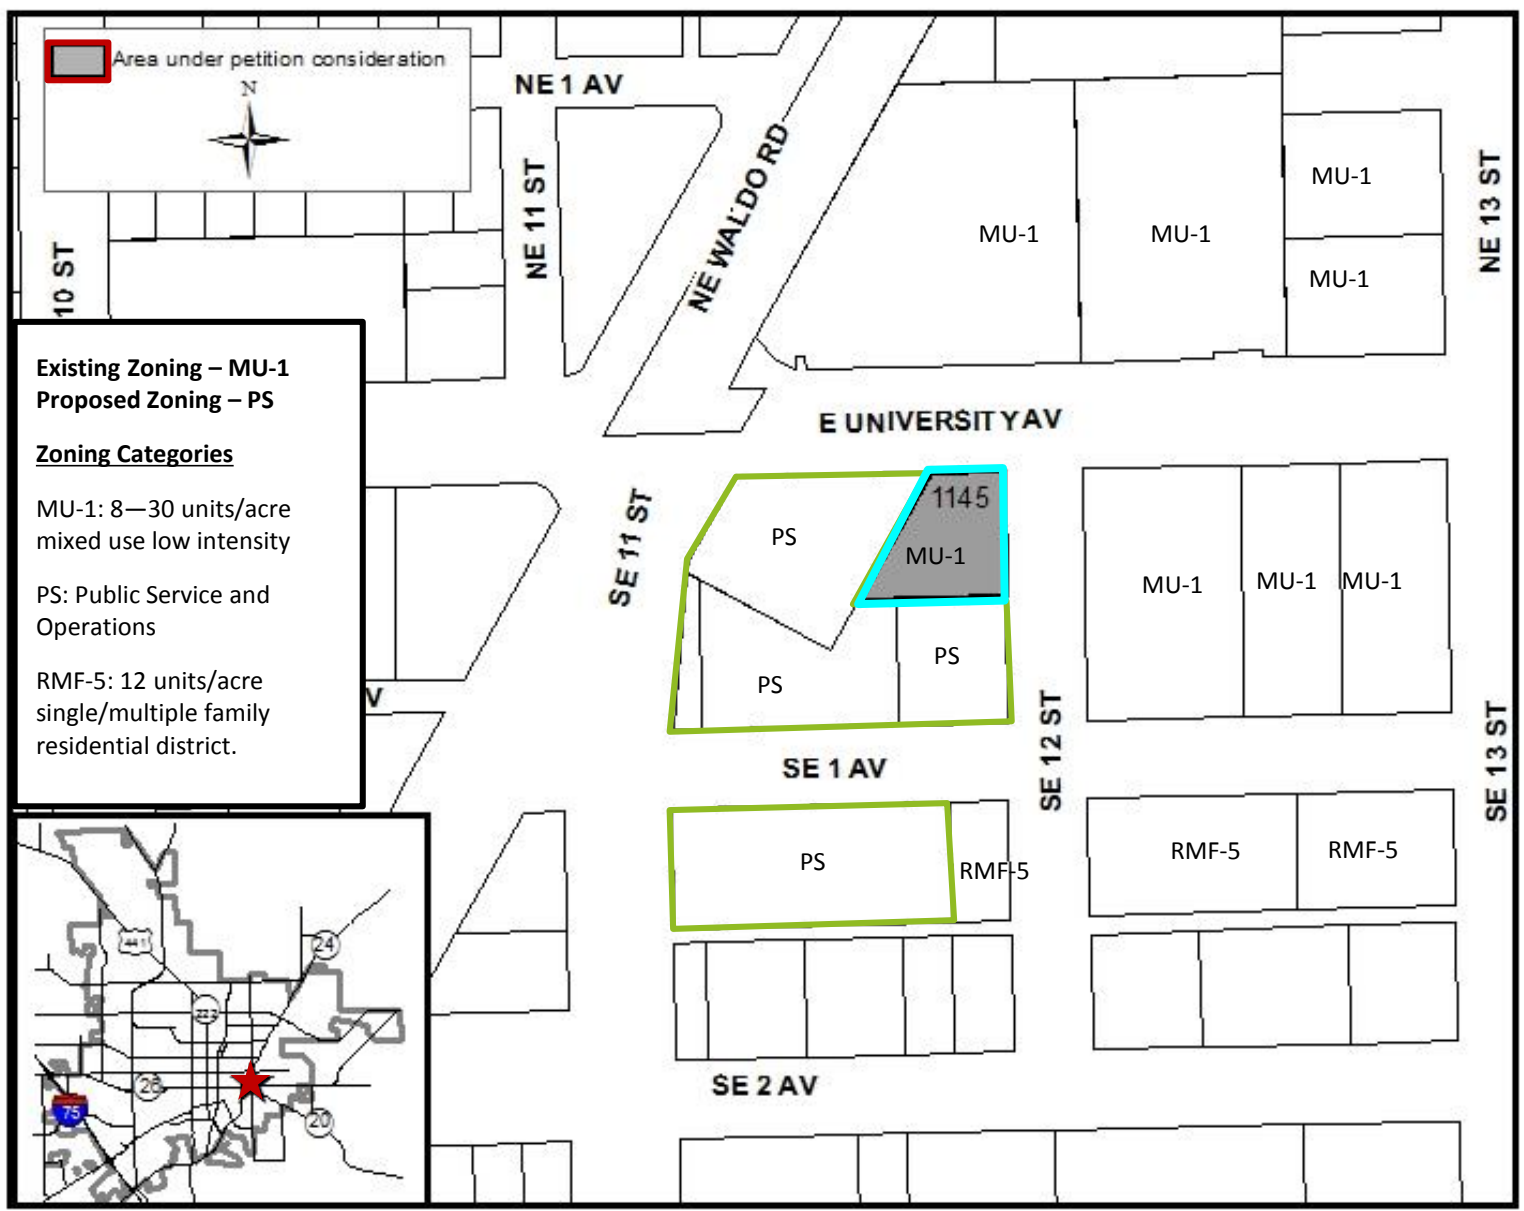 Area under petition consideration
N
NE 1 AV
NE 11 ST
NE WALDO RD
NE 13 ST
10 ST
MU-1
MU-1
MU-1
MU-1
Existing Zoning – MU-1
Proposed Zoning – PS
Zoning Categories
MU-1: 8—30 units/acre
mixed use low intensity
PS: Public Service and
Operations
RMF-5: 12 units/acre
single/multiple family
residential district.
E UNIVERSITY AV
SE 11 ST
1145
MU-1
PS
PS
PS
MU-1
MU-1
MU-1
V
SE 1 AV
SE 12 ST
SE 13 ST
PS
RMF-5
RMF-5
RMF-5
SE 2 AV
441
24
222
26
75
20